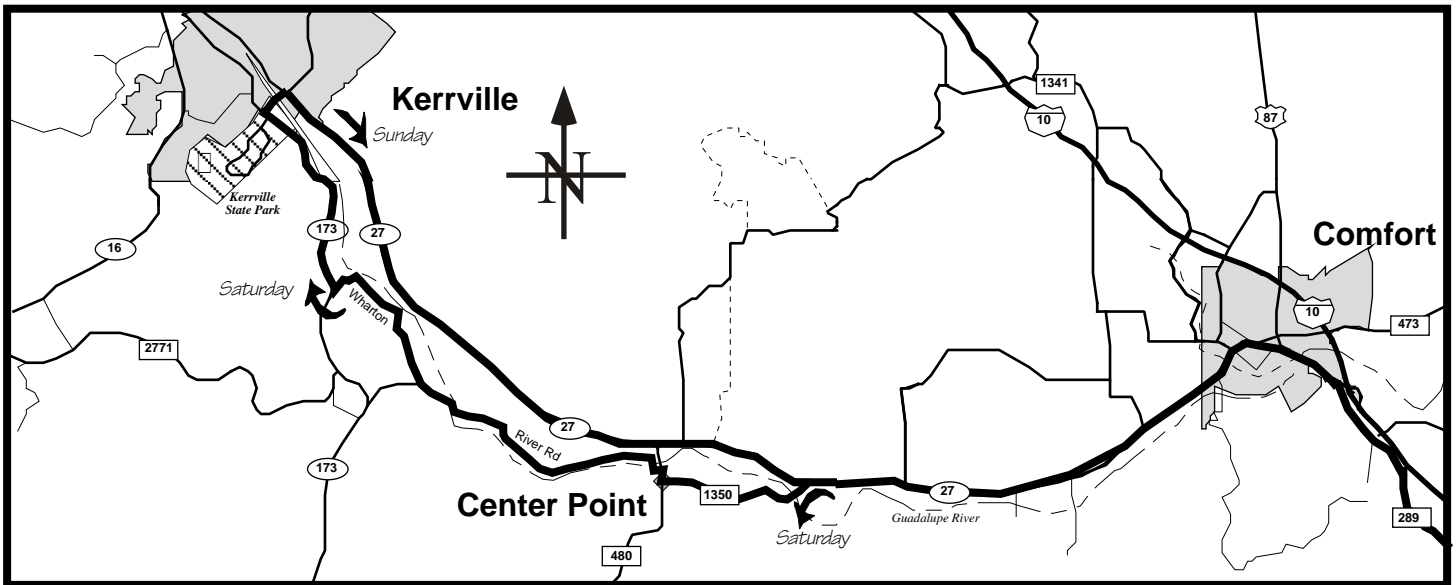 Kerrville
Sunday
1341
10
87
N
Kerrville
State Park
173
27
16
Comfort
Saturday
Wharton
10
473
2771
27
River Rd
173
Center Point
1350
27
Guadalupe River
289
Saturday
480